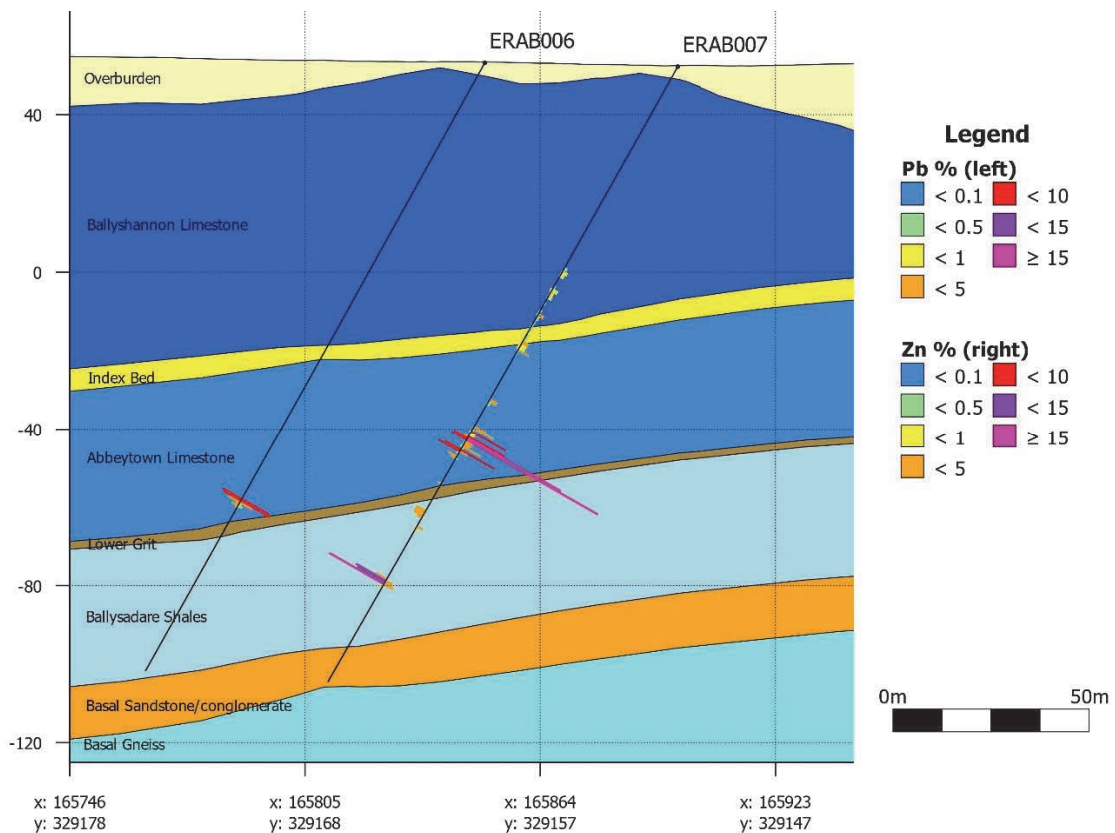 ERAB006
ERAB007
Overburden
40
Ballyshannon Limestone
0
Index Bed
-40
Abbeytown Limestone
Lower Grit
-80
Ballysadare Shales
Basal Sandstone/conglomerate
-120
Basal Gneiss
x: 165746
y: 329178
x: 165805
y: 329168
x: 165864
y: 329157
x: 165923
y: 329147
Legend
Pb % (left)
< 0.1 < 10
< 0.5 < 15
< 1 ≥ 15
< 5
Zn % (right)
< 0.1 < 10
< 0.5 < 15
< 1 ≥ 15
< 5
0m 50m